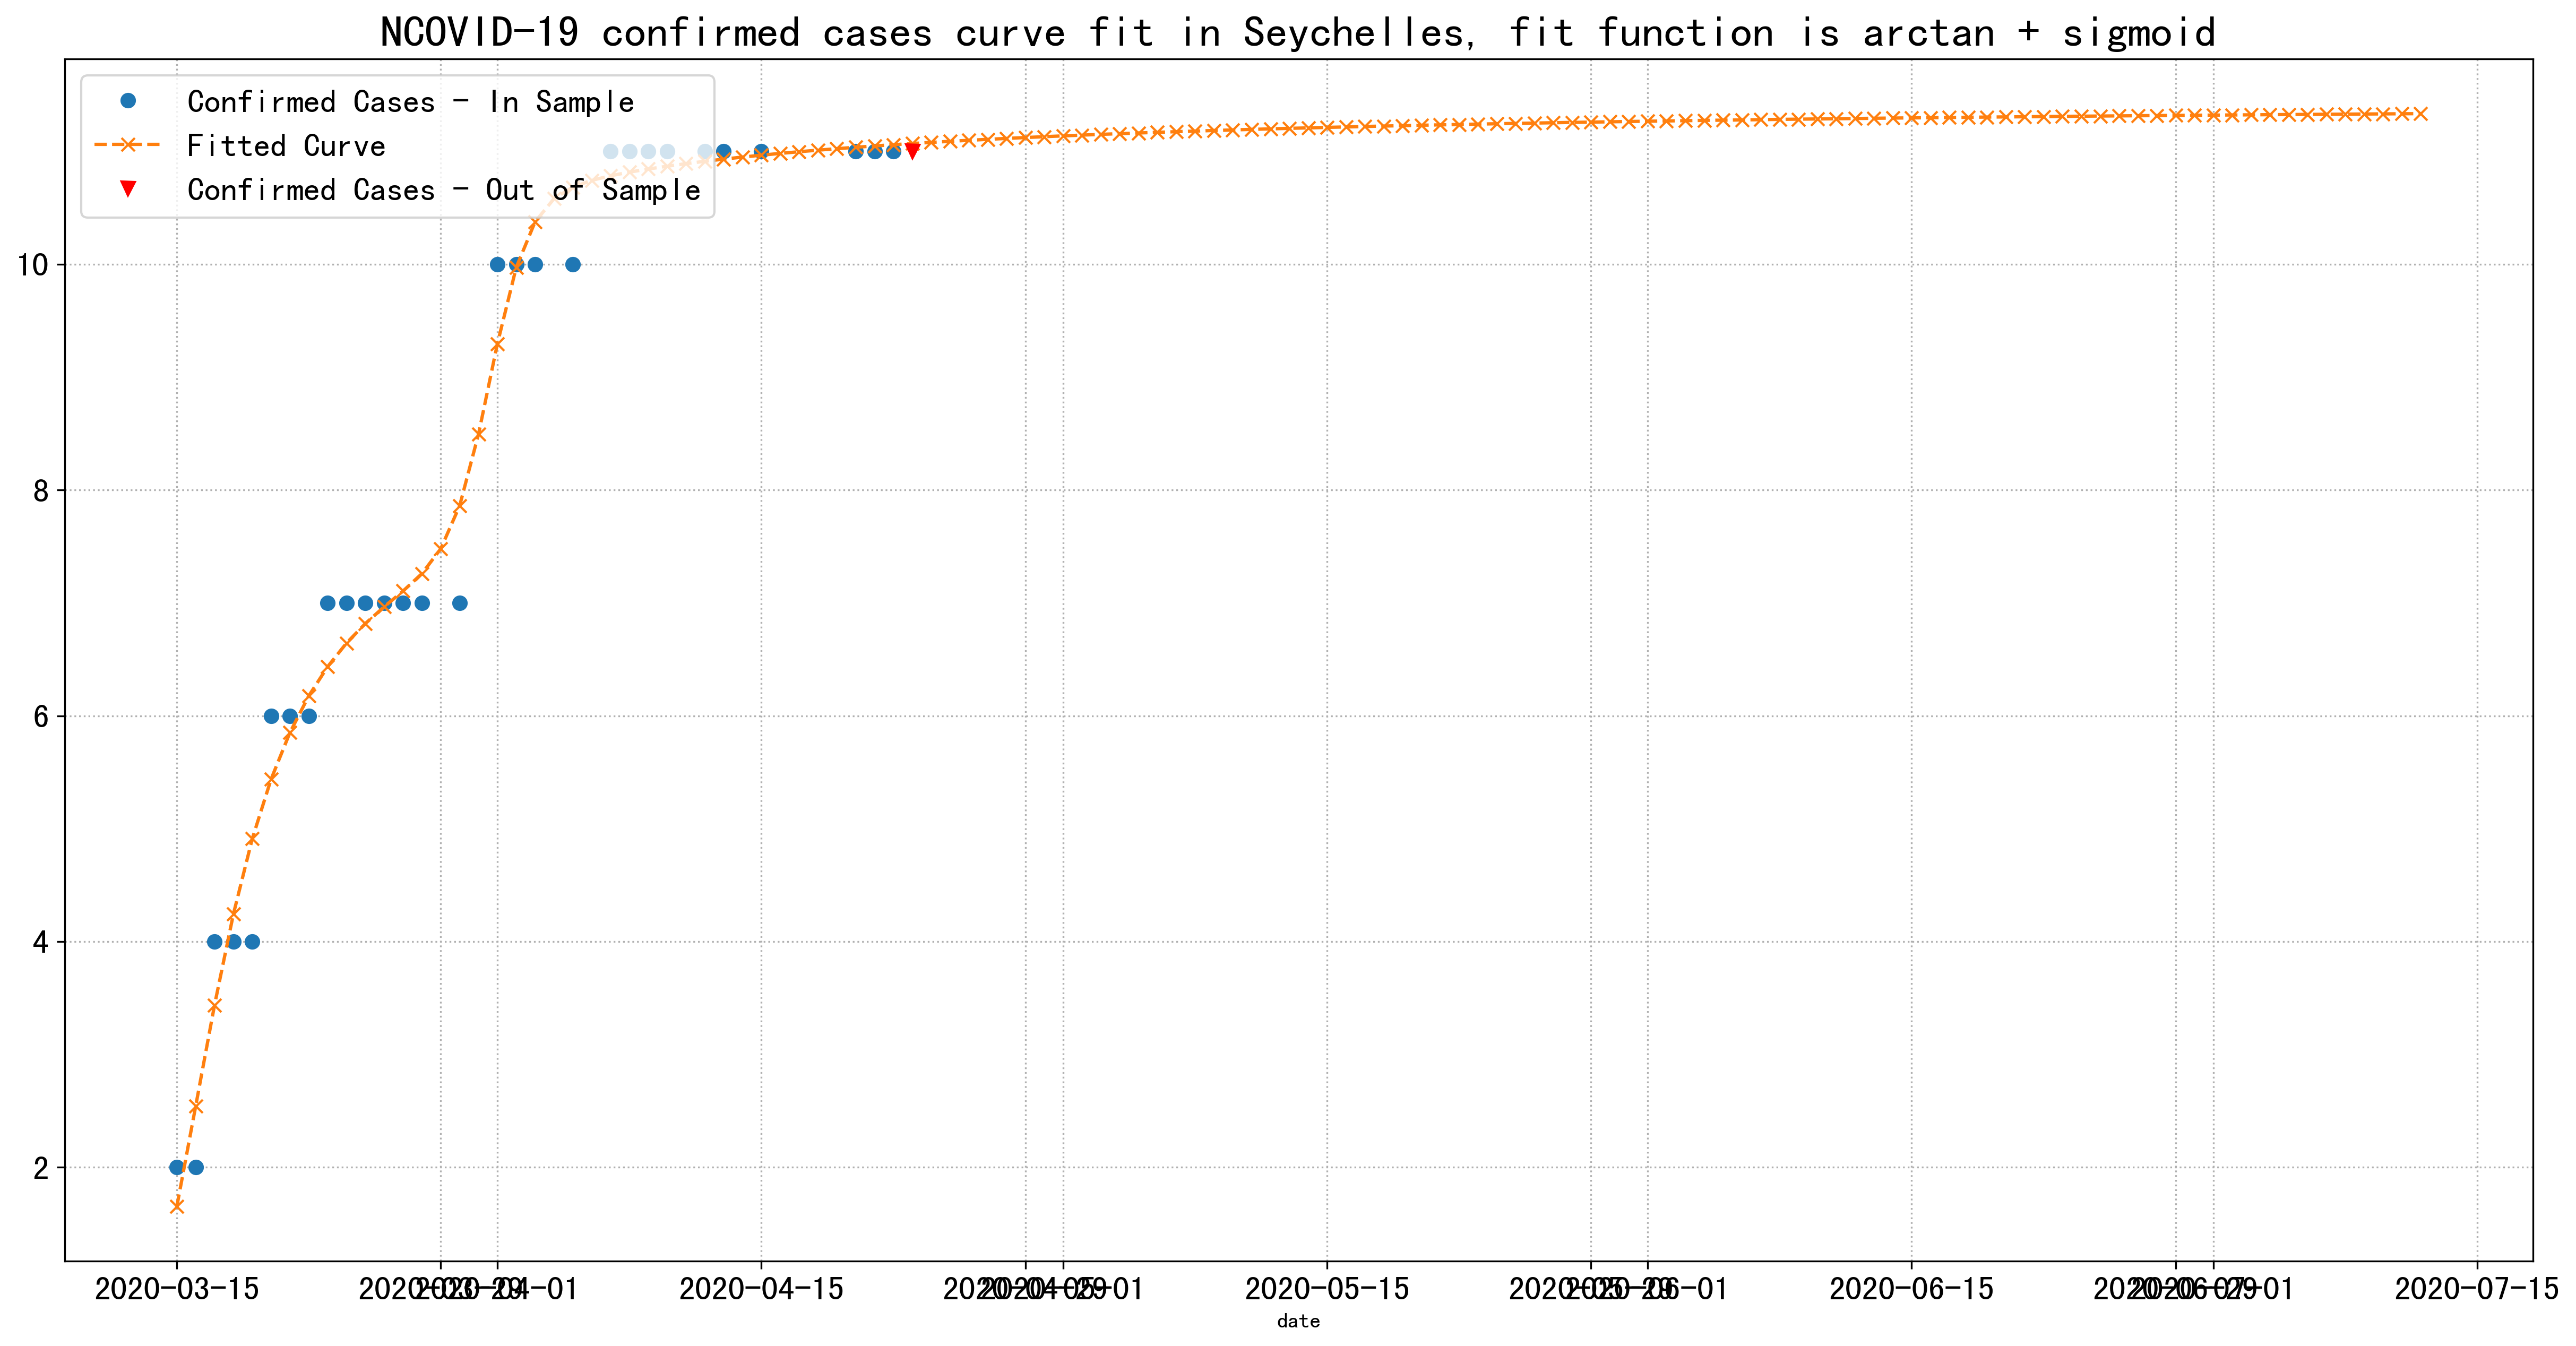 NCOVID-19 confirmed cases curve fit in Seychelles, fit function is arctan + sigmoid
Confirmed Cases - In Sample
Fitted Curve
Confirmed Cases - Out of Sample
10
8
6
4
2
2020-03-15 2020-03-29 2020-04-01 2020-04-15 2020-04-29 2020-05-01 2020-05-15 2020-05-29 2020-06-01 2020-06-15 2020-06-29 2020-07-01 2020-07-15
date